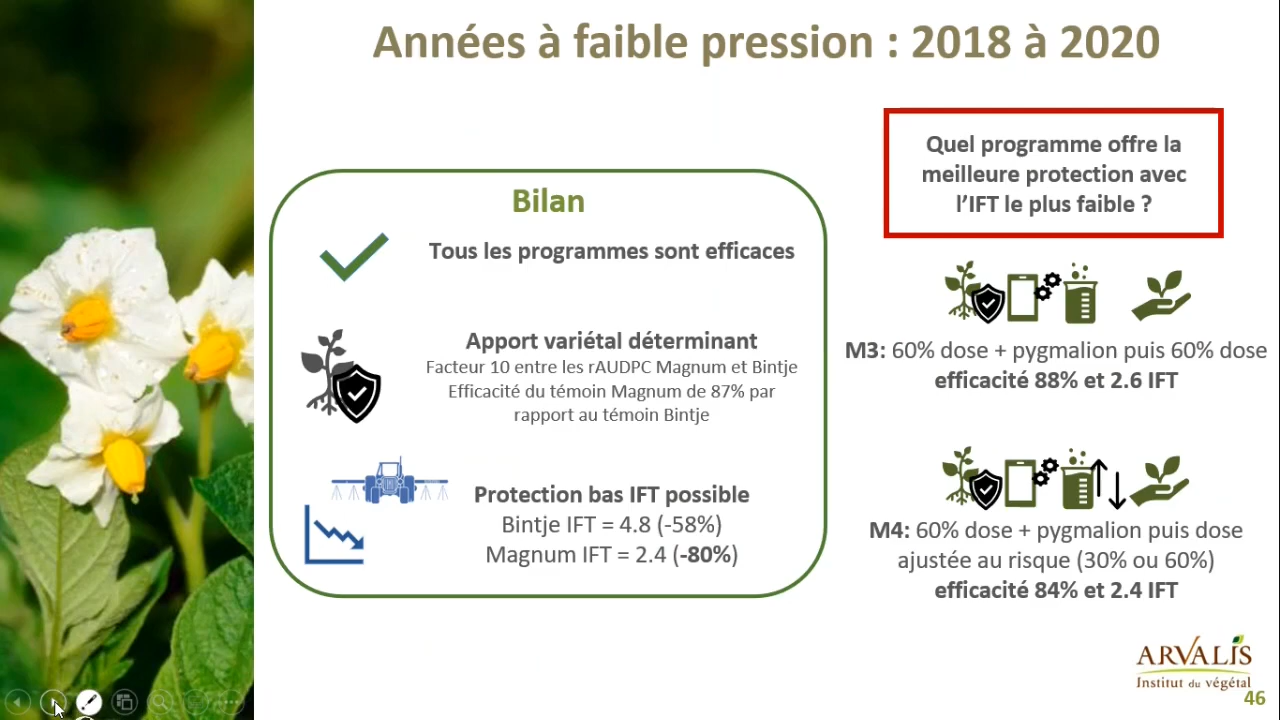 Années à faible pression : 2018 à 2020
Bilan
Tous les programmes sont efficaces
Apport variétal déterminant
Facteur 10 entre les rAUDPC Magnum et Bintje
Efficacité du témoin Magnum de 87% par
rapport au témoin Bintje
Protection bas IFT possible
Bintje IFT = 4.8 (-58%)
Magnum IFT = 2.4 (-80%)
Quel programme offre la
meilleure protection avec
l’IFT le plus faible ?
M3: 60% dose + pygmalion puis 60% dose
efficacité 88% et 2.6 IFT
M4: 60% dose + pygmalion puis dose
ajustée au risque (30% ou 60%)
efficacité 84% et 2.4 IFT
ARVALIS
Institut du végétal
46